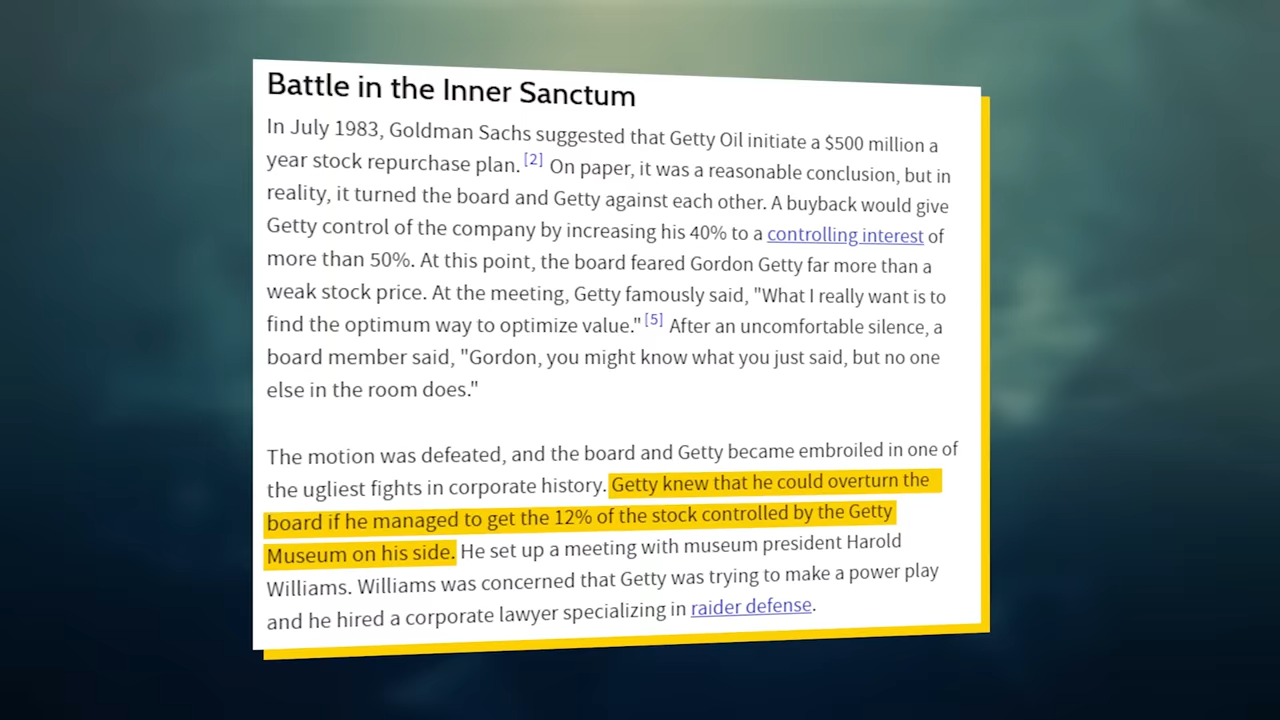 Battle in the Inner Sanctum
In July 1983, Goldman Sachs suggested that Getty Oil initiate a $500 million a
year stock repurchase plan. [2] On paper, it was a reasonable conclusion, but in
reality, it turned the board and Getty against each other. A buyback would give
Getty control of the company by increasing his 40% to a controlling interest of
more than 50%. At this point, the board feared Gordon Getty far more than a
weak stock price. At the meeting, Getty famously said, "What I really want is to
find the optimum way to optimize value." [5] After an uncomfortable silence, a
board member said, "Gordon, you might know what you just said, but no one
else in the room does."
The motion was defeated, and the board and Getty became embroiled in one of
the ugliest fights in corporate history. Getty knew that he could overturn the
board if he managed to get the 12% of the stock controlled by the Getty
Museum on his side. He set up a meeting with museum president Harold
Williams. Williams was concerned that Getty was trying to make a power play
and he hired a corporate lawyer specializing in raider defense.